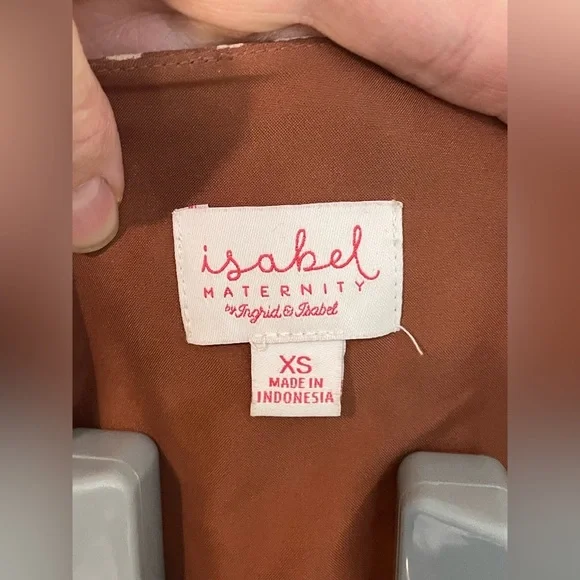 isabel
MATERNITY
by Ingrid & Isabel
XS
MADE IN
INDONESIA